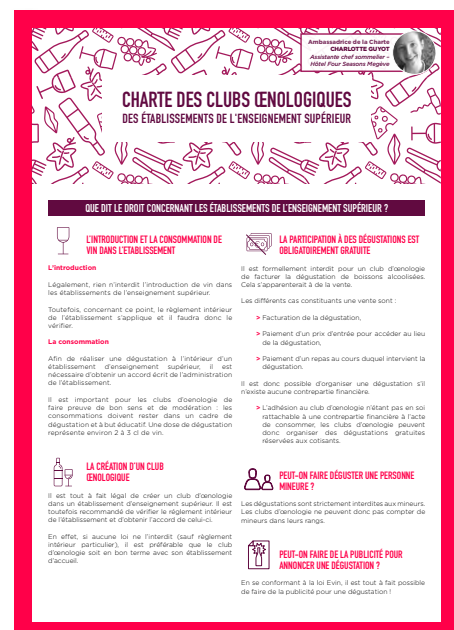 Ambassadrice de la Charte
CHARLOTTE GUYOT
Assistante chef sommelier –
Hôtel Four Seasons Megève
CHARTE DES CLUBS ŒNOLOGIQUES
DES ÉTABLISSEMENTS DE L'ENSEIGNEMENT SUPÉRIEUR
QUE DIT LE DROIT CONCERNANT LES ÉTABLISSEMENTS DE L'ENSEIGNEMENT SUPÉRIEUR ?
L'INTRODUCTION ET LA CONSOMMATION DE
VIN DANS L'ETABLISSEMENT
L'introduction
Légalement, rien n'interdit l'introduction de vin dans
les établissements de l'enseignement supérieur.
Toutefois, concernant ce point, le règlement intérieur
de l'établissement s'applique et il faudra donc le
vérifier.
La consommation
Afin de réaliser une dégustation à l'intérieur d'un
établissement d'enseignement supérieur, il est
nécessaire d'obtenir un accord écrit de l'administration
de l'établissement.
Il est important pour les clubs d'oenologie de
faire preuve de bon sens et de modération : les
consommations doivent rester dans un cadre de
dégustation et à but éducatif. Une dose de dégustation
représente environ 2 à 3 cl de vin.
LA CRÉATION D'UN CLUB
ŒNOLOGIQUE
Il est tout à fait légal de créer un club d'œnologie
dans un établissement d'enseignement supérieur. Il est
toutefois recommandé de vérifier le règlement intérieur
de l'établissement et d'obtenir l'accord de celui-ci.
En effet, si aucune loi ne l'interdit (sauf règlement
intérieur particulier), il est préférable que le club
d'œnologie soit en bon terme avec son établissement
d'accueil.
LA PARTICIPATION À DES DÉGUSTATIONS EST
OBLIGATOIREMENT GRATUITE
Il est formellement interdit pour un club d'œnologie
de facturer la dégustation de boissons alcoolisées.
Cela s'apparenterait à de la vente.
Les différents cas constituants une vente sont :
> Facturation de la dégustation,
> Paiement d'un prix d'entrée pour accéder au lieu
de la dégustation,
> Paiement d'un repas au cours duquel intervient la
dégustation.
Il est donc possible d'organiser une dégustation s'il
n'existe aucune contrepartie financière.
> L'adhésion au club d'œnologie n'étant pas en soi
rattachable à une contrepartie financière à l'acte
de consommer, les clubs d'oenologie peuvent
donc organiser des dégustations gratuites
réservées aux cotisants.
PEUT-ON FAIRE DÉGUSTER UNE PERSONNE
MINEURE ?
Les dégustations sont strictement interdites aux mineurs.
Les clubs d'œnologie ne peuvent donc pas compter de
mineurs dans leurs rangs.
PEUT-ON FAIRE DE LA PUBLICITÉ POUR
ANNONCER UNE DÉGUSTATION ?
En se conformant à la loi Evin, il est tout à fait possible
de faire de la publicité pour une dégustation !